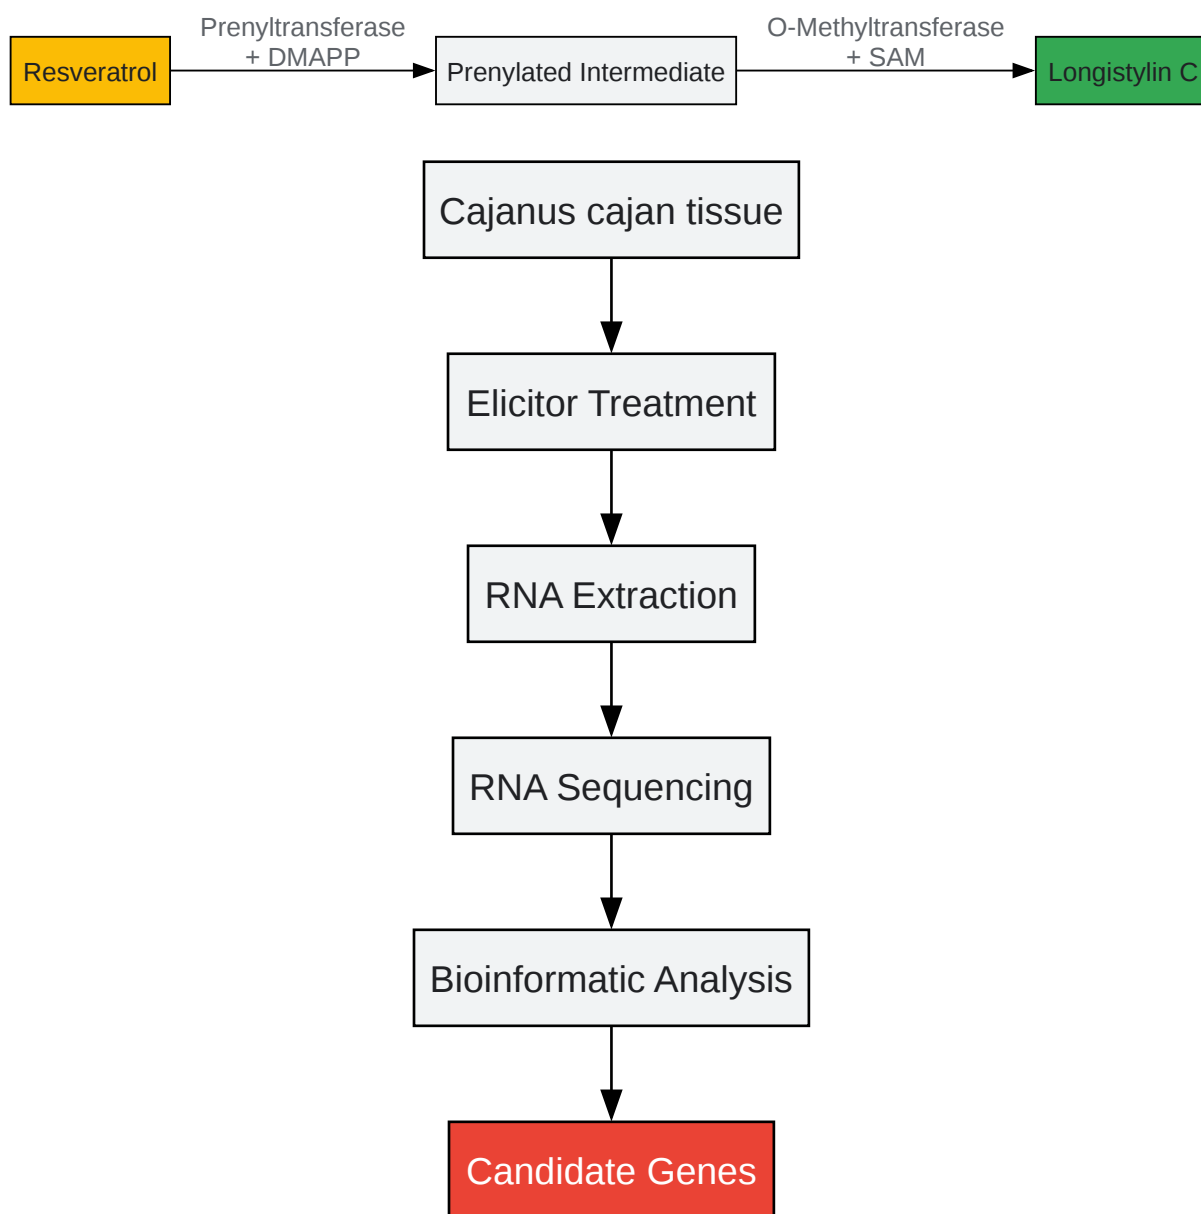 Prenyltransferase
+ DMAPP
O-Methyltransferase
+ SAM
Resveratrol
Prenylated Intermediate
Longistylin C
Cajanus cajan tissue
Elicitor Treatment
RNA Extraction
RNA Sequencing
Bioinformatic Analysis
Candidate Genes